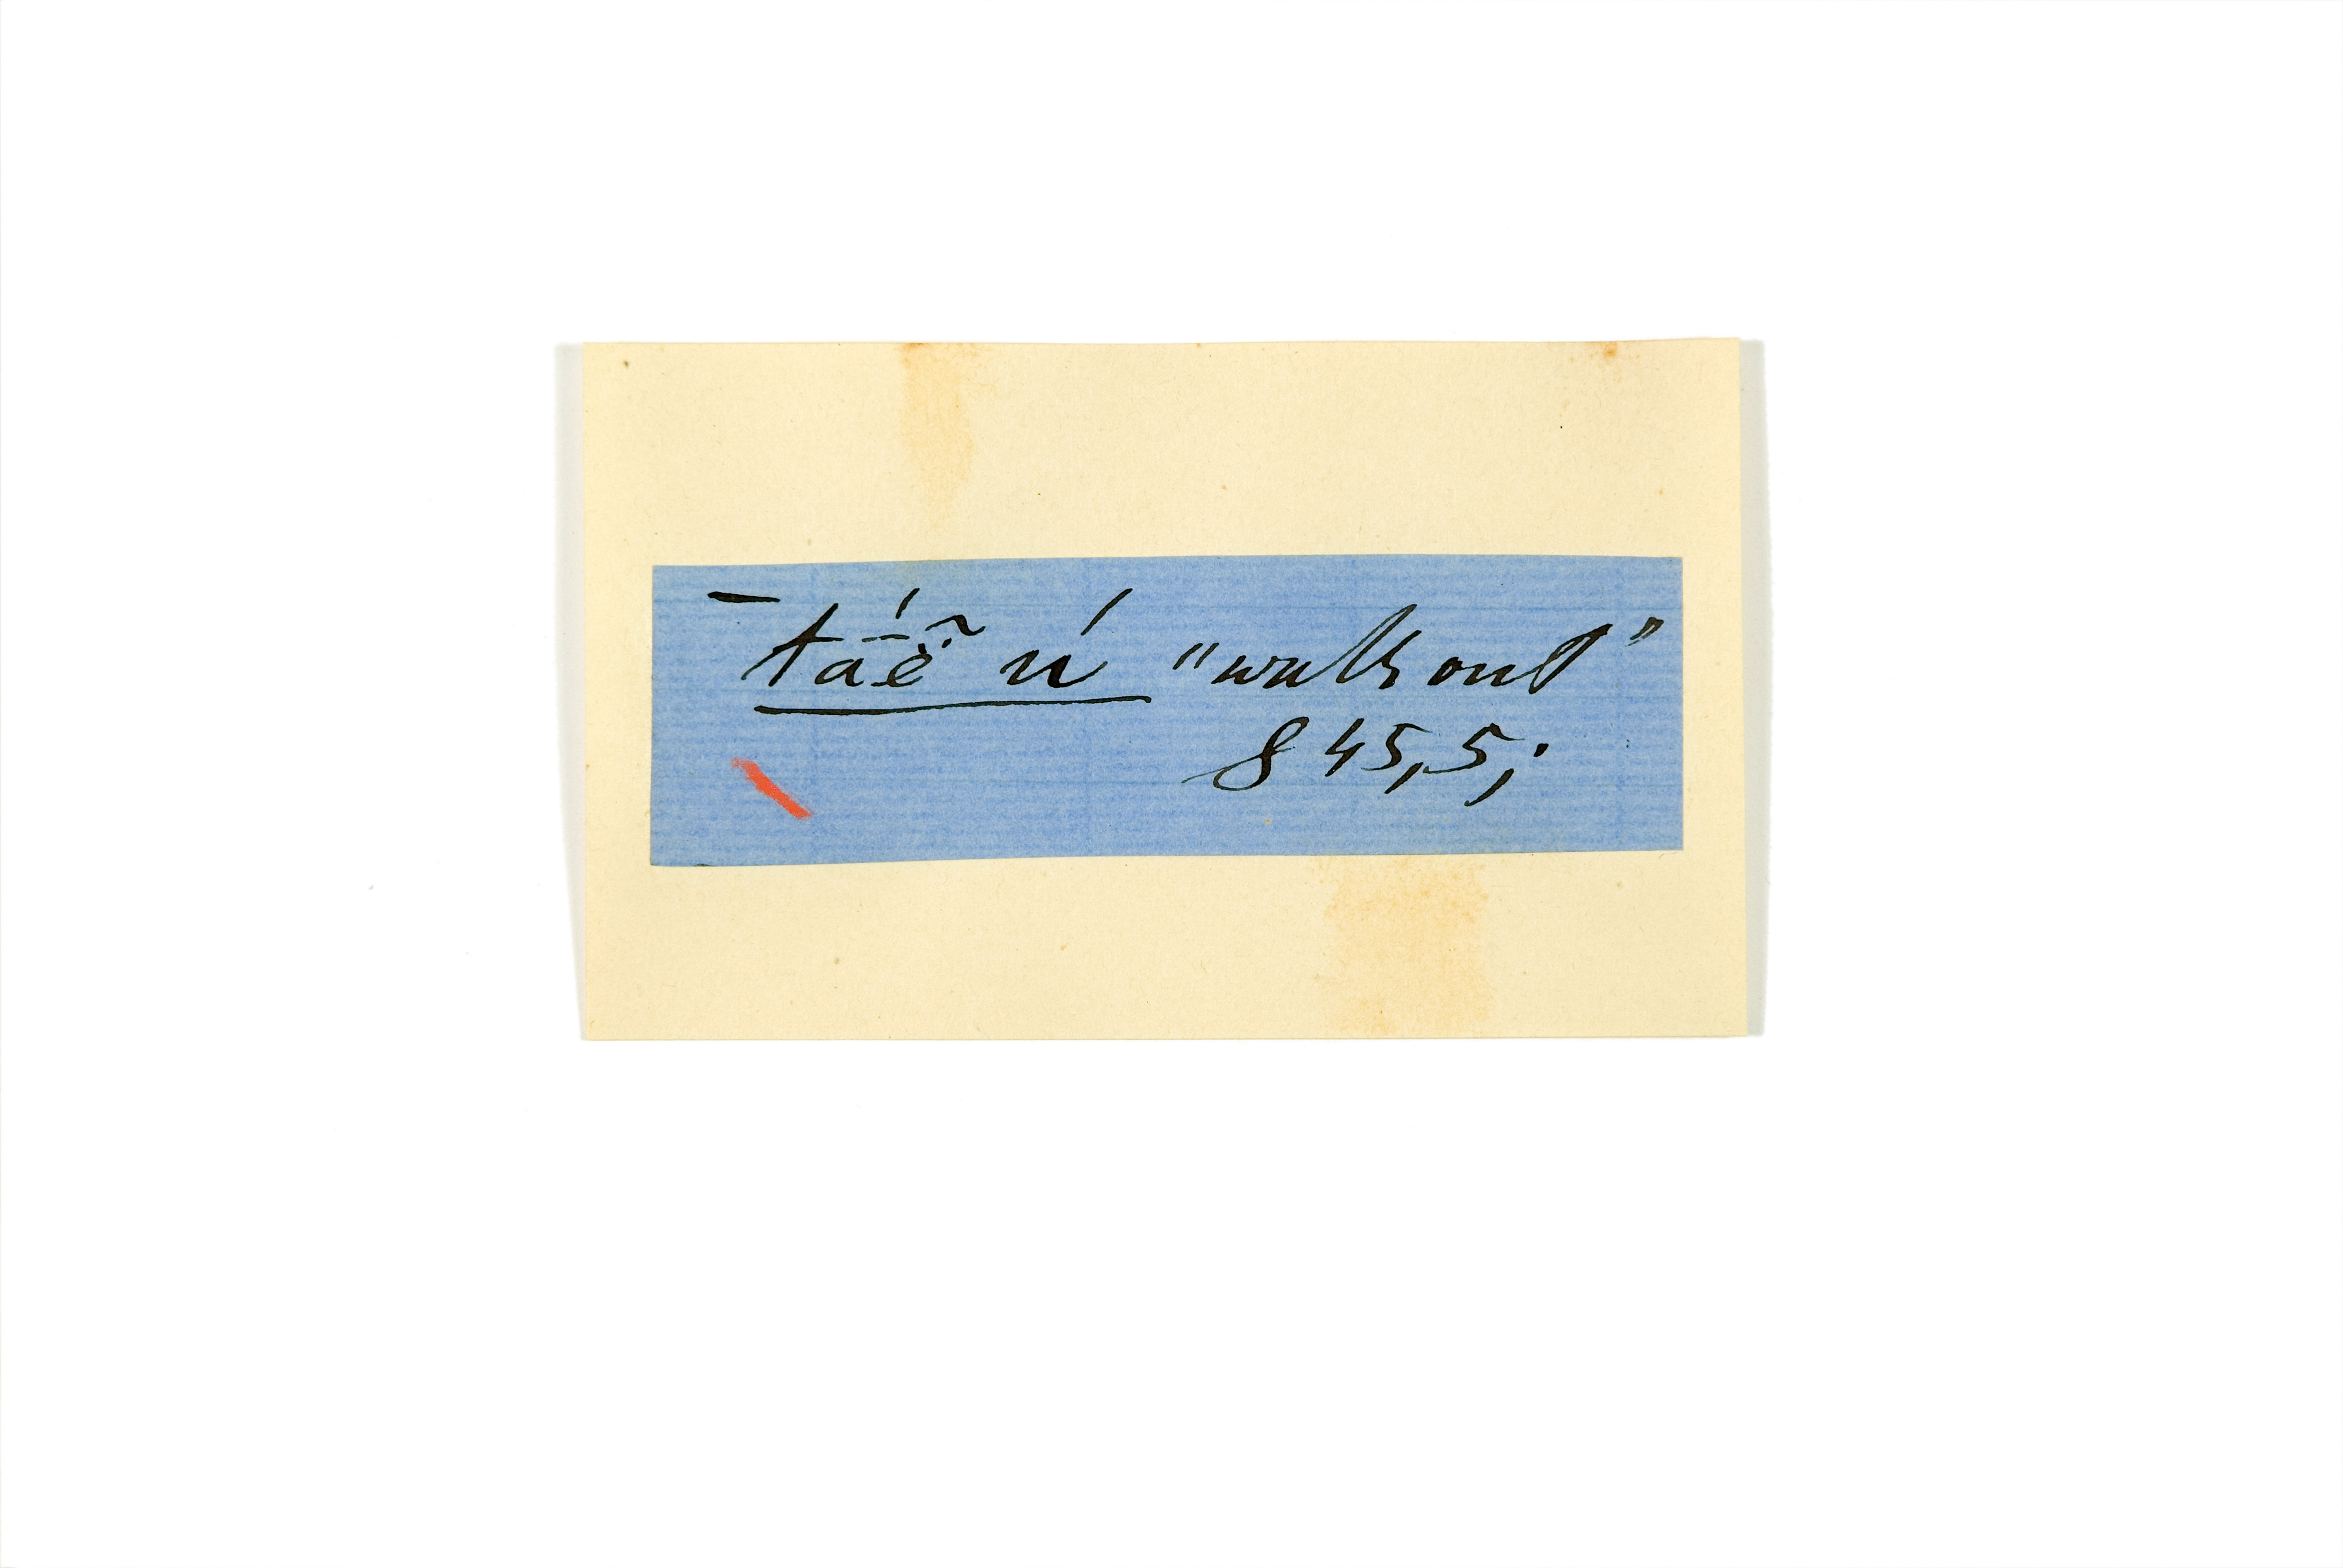 ‾tā́ẽ ú "walk out"
845,5;